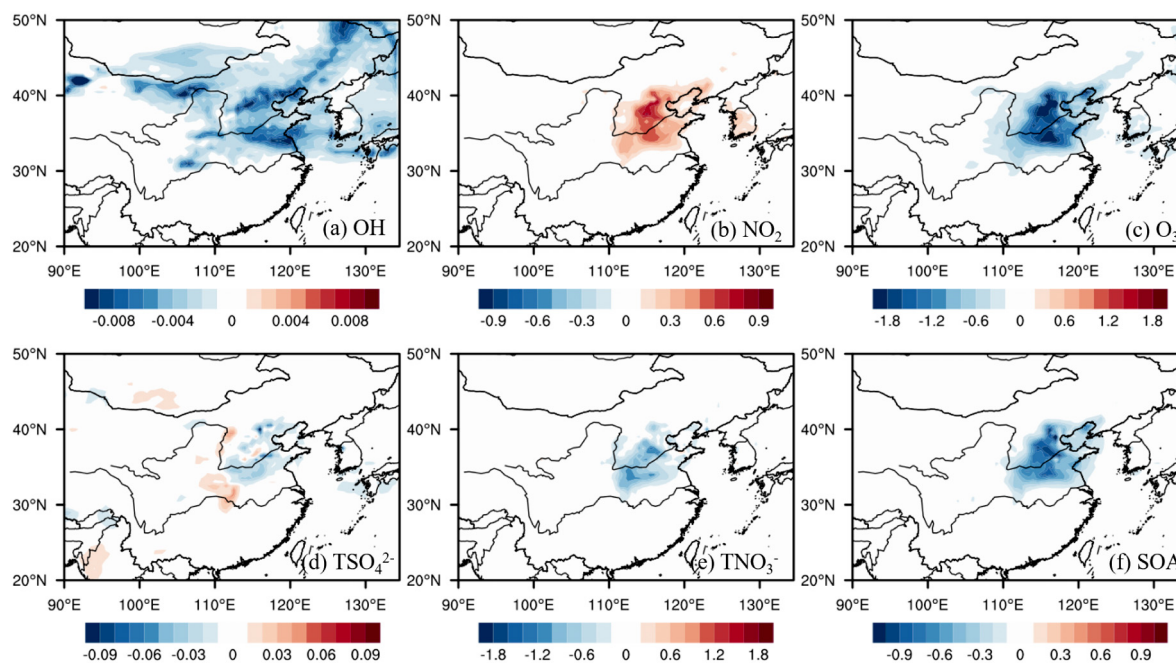 50°N
40°N
30°N
20°N
90°E 100°E 110°E 120°E 130°E
(a) OH
-0.008 -0.004 0 0.004 0.008
50°N
40°N
30°N
20°N
90°E 100°E 110°E 120°E 130°E
(b) NO₂
-0.9 -0.6 -0.3 0 0.3 0.6 0.9
50°N
40°N
30°N
20°N
90°E 100°E 110°E 120°E 130°E
(c) O₃
-1.8 -1.2 -0.6 0 0.6 1.2 1.8
50°N
40°N
30°N
20°N
90°E 100°E 110°E 120°E 130°E
(d) TSO₄²⁻
-0.09 -0.06 -0.03 0 0.03 0.06 0.09
50°N
40°N
30°N
20°N
90°E 100°E 110°E 120°E 130°E
(e) TNO₃⁻
-1.8 -1.2 -0.6 0 0.6 1.2 1.8
50°N
40°N
30°N
20°N
90°E 100°E 110°E 120°E 130°E
(f) SOA
-0.9 -0.6 -0.3 0 0.3 0.6 0.9